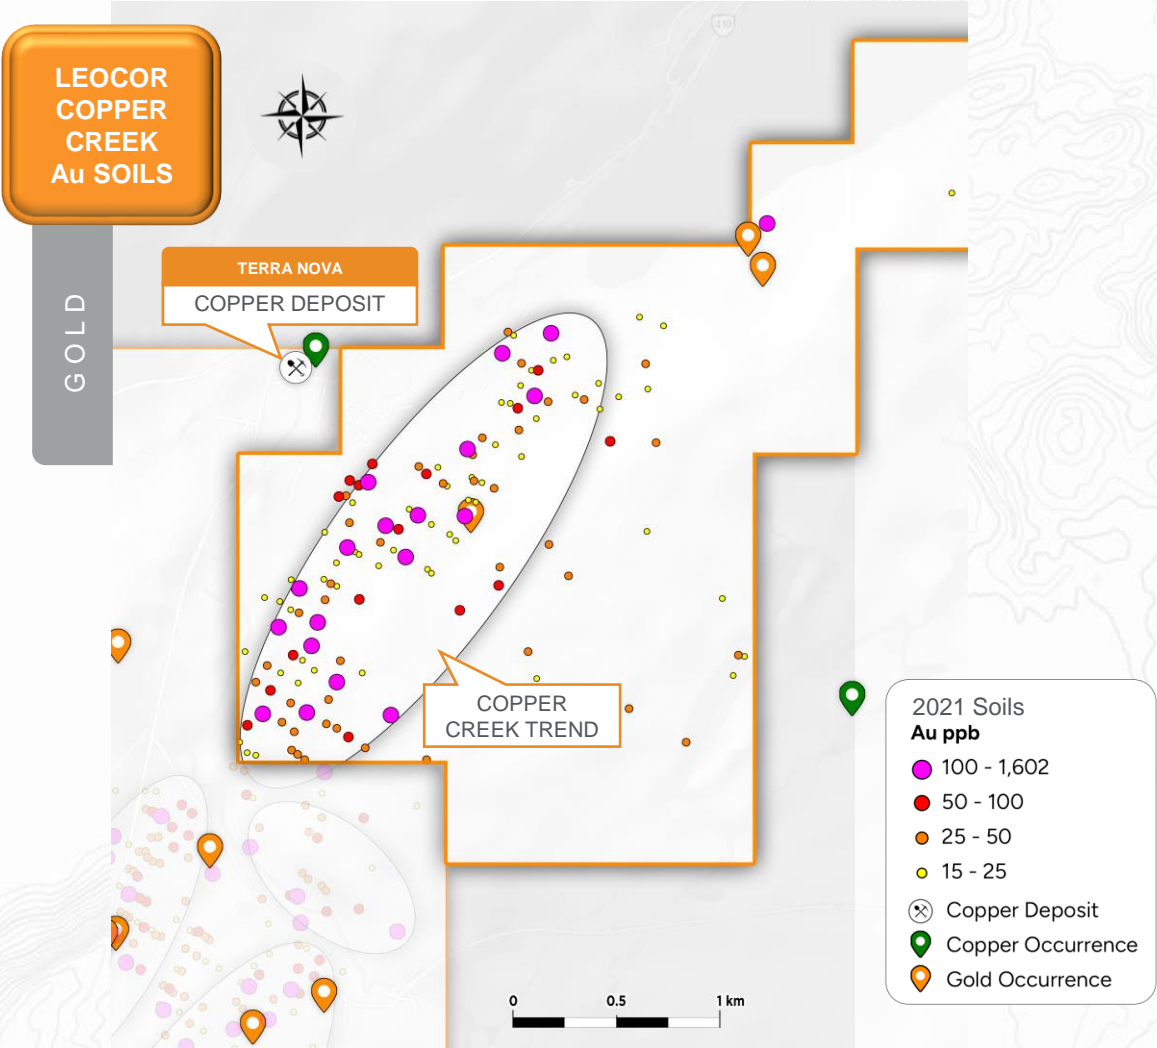 LEOCOR
COPPER
CREEK
Au SOILS
GOLD
410
TERRA NOVA
COPPER DEPOSIT
COPPER
CREEK TREND
2021 Soils
Au ppb
100 - 1,602
50 - 100
25 - 50
15 - 25
Copper Deposit
Copper Occurrence
Gold Occurrence
0 0.5 1 km